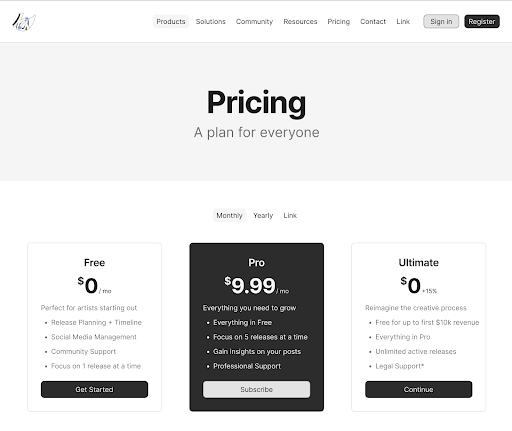 Products Solutions Community Resources Pricing Contact Link Sign in Register
Pricing
A plan for everyone
Monthly Yearly Link
Free
$0/ mo
Perfect for artists starting out
• Release Planning + Timeline
• Social Media Management
• Community Support
• Focus on 1 release at a time
Get Started
Pro
$9.99/ mo
Everything you need to grow
• Everything in Free
• Focus on 5 releases at a time
• Gain insights on your posts
• Professional Support
Subscribe
Ultimate
$0+15%
Reimagine the creative process
• Free for up to first $10k revenue
• Everything in Pro
• Unlimited active releases
• Legal Support*
Continue